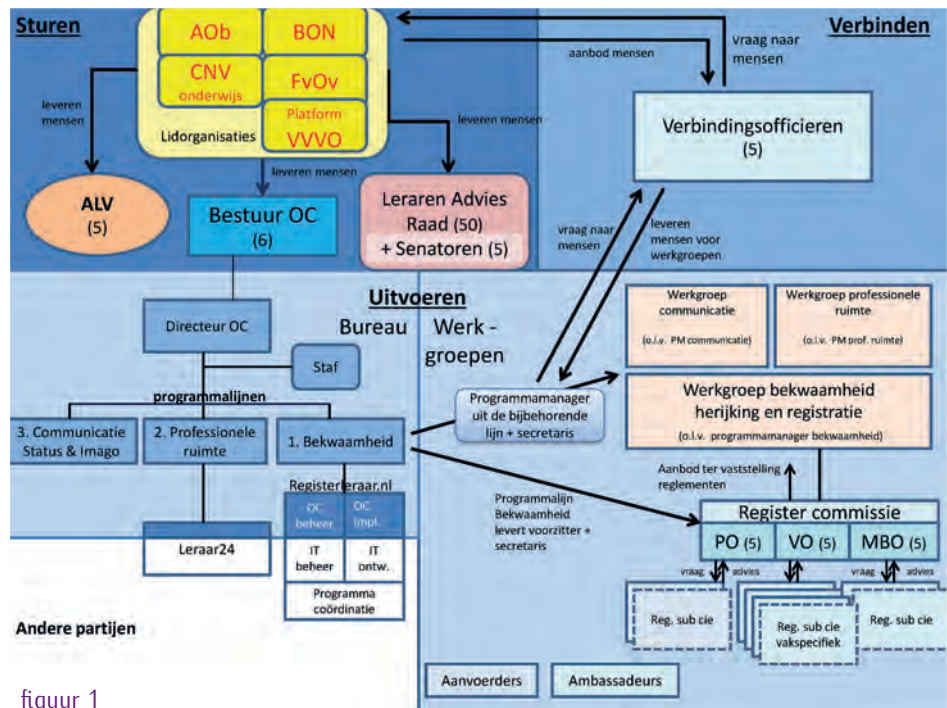 Sturen
Verbinden
AOb
BON
CNV
onderwijs
FvOv
Platform
VVVO
Lidorganisaties
aanbod mensen
vraag naar
mensen
leveren
mensen
leveren mensen
leveren mensen
Verbindingsofficieren
(5)
ALV
(5)
Bestuur OC
(6)
Leraren Advies
Raad (50)
+ Senatoren (5)
vraag naar
mensen
leveren
mensen voor
werkgroepen
Uitvoeren
Bureau
Werk -
groepen
Directeur OC
Staf
programmalijnen
3. Communicatie
Status & Imago
2. Professionele
ruimte
1. Bekwaamheid
Programmamanager
uit de bijbehorende
lijn + secretaris
Werkgroep
communicatie
(o.l.v. PM communicatie)
Werkgroep professionele
ruimte
(o.l.v. PM prof. ruimte)
Werkgroep bekwaamheid
herijking en registratie
(o.l.v. programmamanager bekwaamheid)
Aanbod ter vaststelling
reglementen
Registerleraar.nl
OC
beheer
OC
impl.
IT
beheer
IT
ontw.
Programma
coördinatie
Leraar24
Programmalijn
Bekwaamheid
levert voorzitter +
secretaris
Register commissie
PO (5)
VO (5)
MBO (5)
vraag
advies
vraag
advies
vraag
advies
Reg. sub cie
Reg. sub cie
vakspecifiek
Reg. sub cie
Andere partijen
Aanvoerders
Ambassadeurs
figuur 1